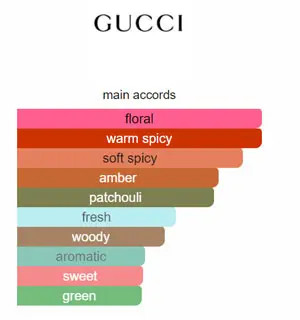 GUCCI
main accords
floral
warm spicy
soft spicy
amber
patchouli
fresh
woody
aromatic
sweet
green